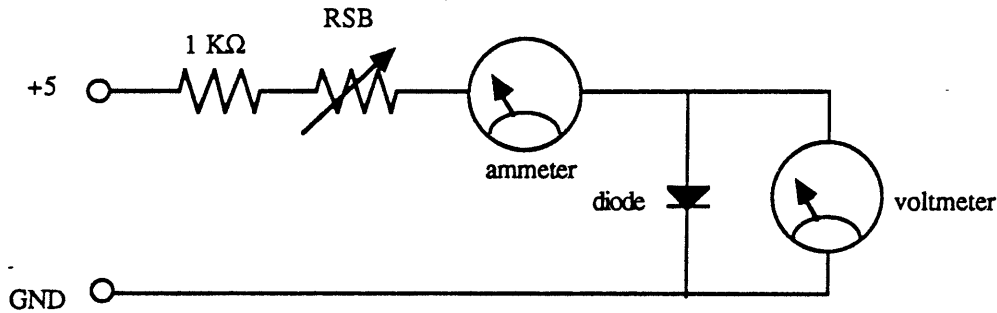 RSB
1 KΩ
+5
ammeter
diode
voltmeter
GND